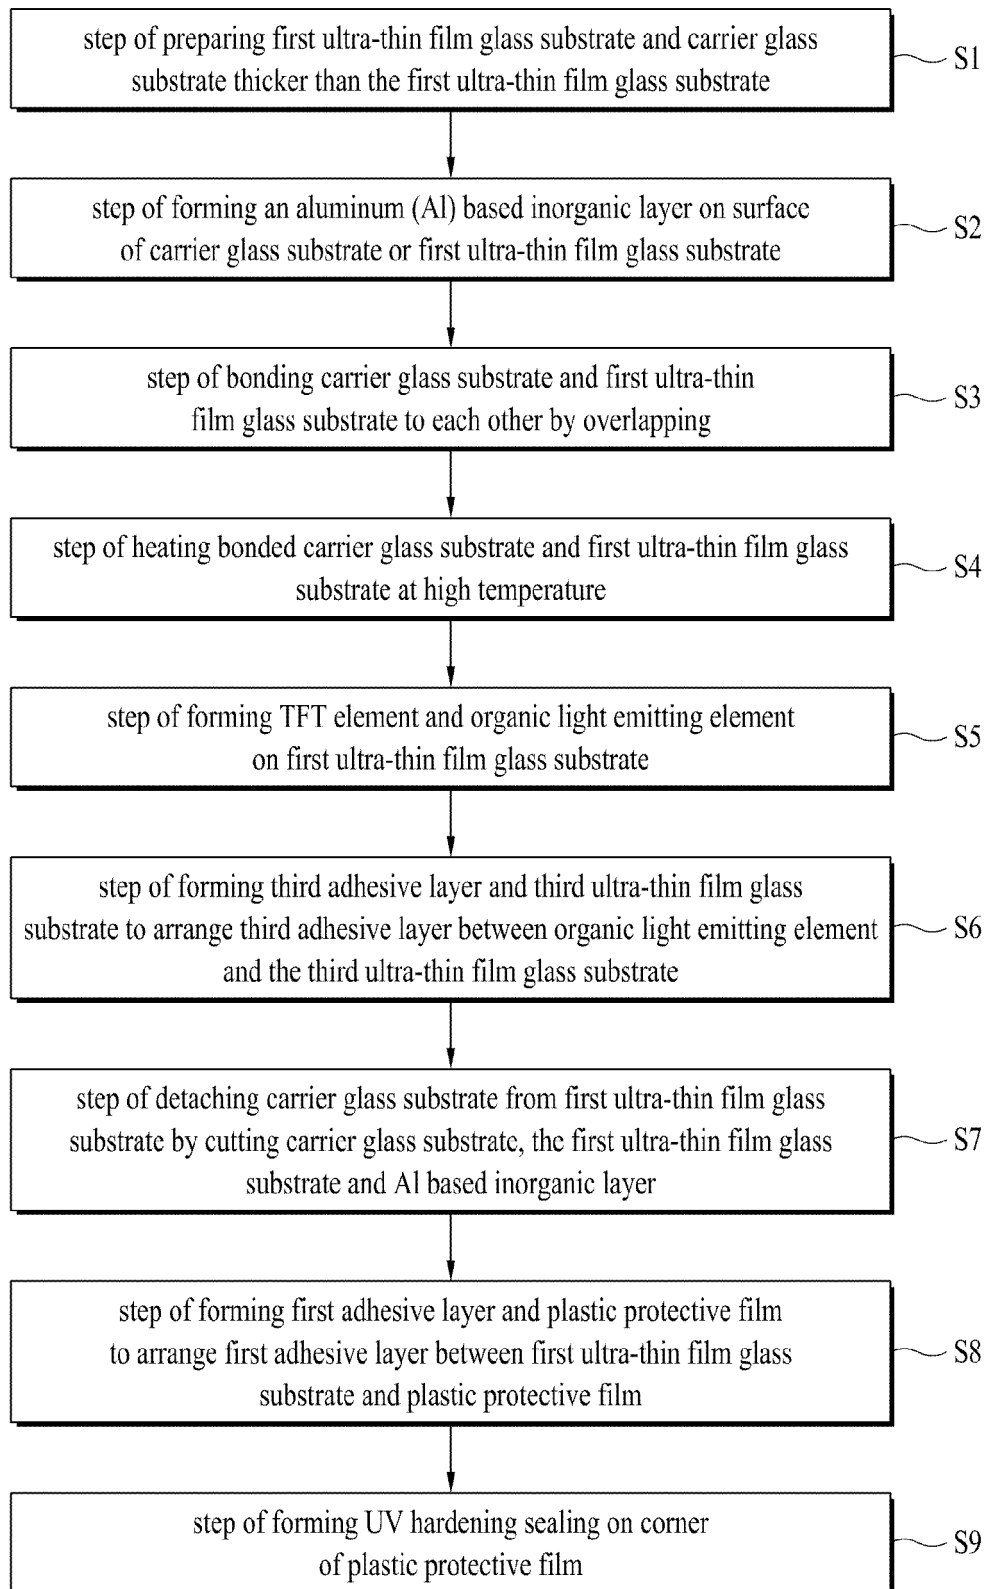 step of preparing first ultra-thin film glass substrate and carrier glass
substrate thicker than the first ultra-thin film glass substrate
S1
step of forming an aluminum (Al) based inorganic layer on surface
of carrier glass substrate or first ultra-thin film glass substrate
S2
step of bonding carrier glass substrate and first ultra-thin
film glass substrate to each other by overlapping
S3
step of heating bonded carrier glass substrate and first ultra-thin film glass
substrate at high temperature
S4
step of forming TFT element and organic light emitting element
on first ultra-thin film glass substrate
S5
step of forming third adhesive layer and third ultra-thin film glass
substrate to arrange third adhesive layer between organic light emitting element
and the third ultra-thin film glass substrate
S6
step of detaching carrier glass substrate from first ultra-thin film glass
substrate by cutting carrier glass substrate, the first ultra-thin film glass
substrate and Al based inorganic layer
S7
step of forming first adhesive layer and plastic protective film
to arrange first adhesive layer between first ultra-thin film glass
substrate and plastic protective film
S8
step of forming UV hardening sealing on corner
of plastic protective film
S9